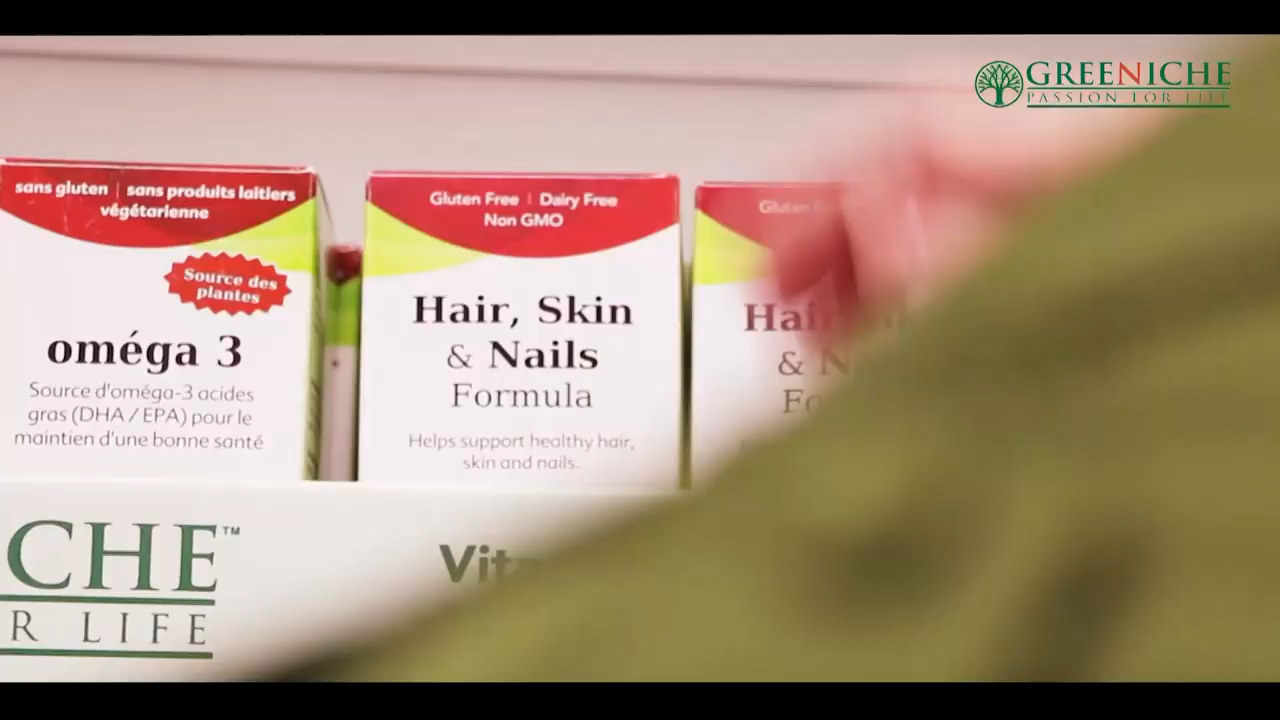 GREENICHE
PASSION FOR LIFE
sans gluten | sans produits laitiers
végétarienne
Source des
plantes
oméga 3
Source d'oméga-3 acides
gras (DHA / EPA) pour le
maintien d'une bonne santé
Gluten Free | Dairy Free
Non GMO
Hair, Skin
& Nails
Formula
Helps support healthy hair,
skin and nails.
&
CHE™
R LIFE